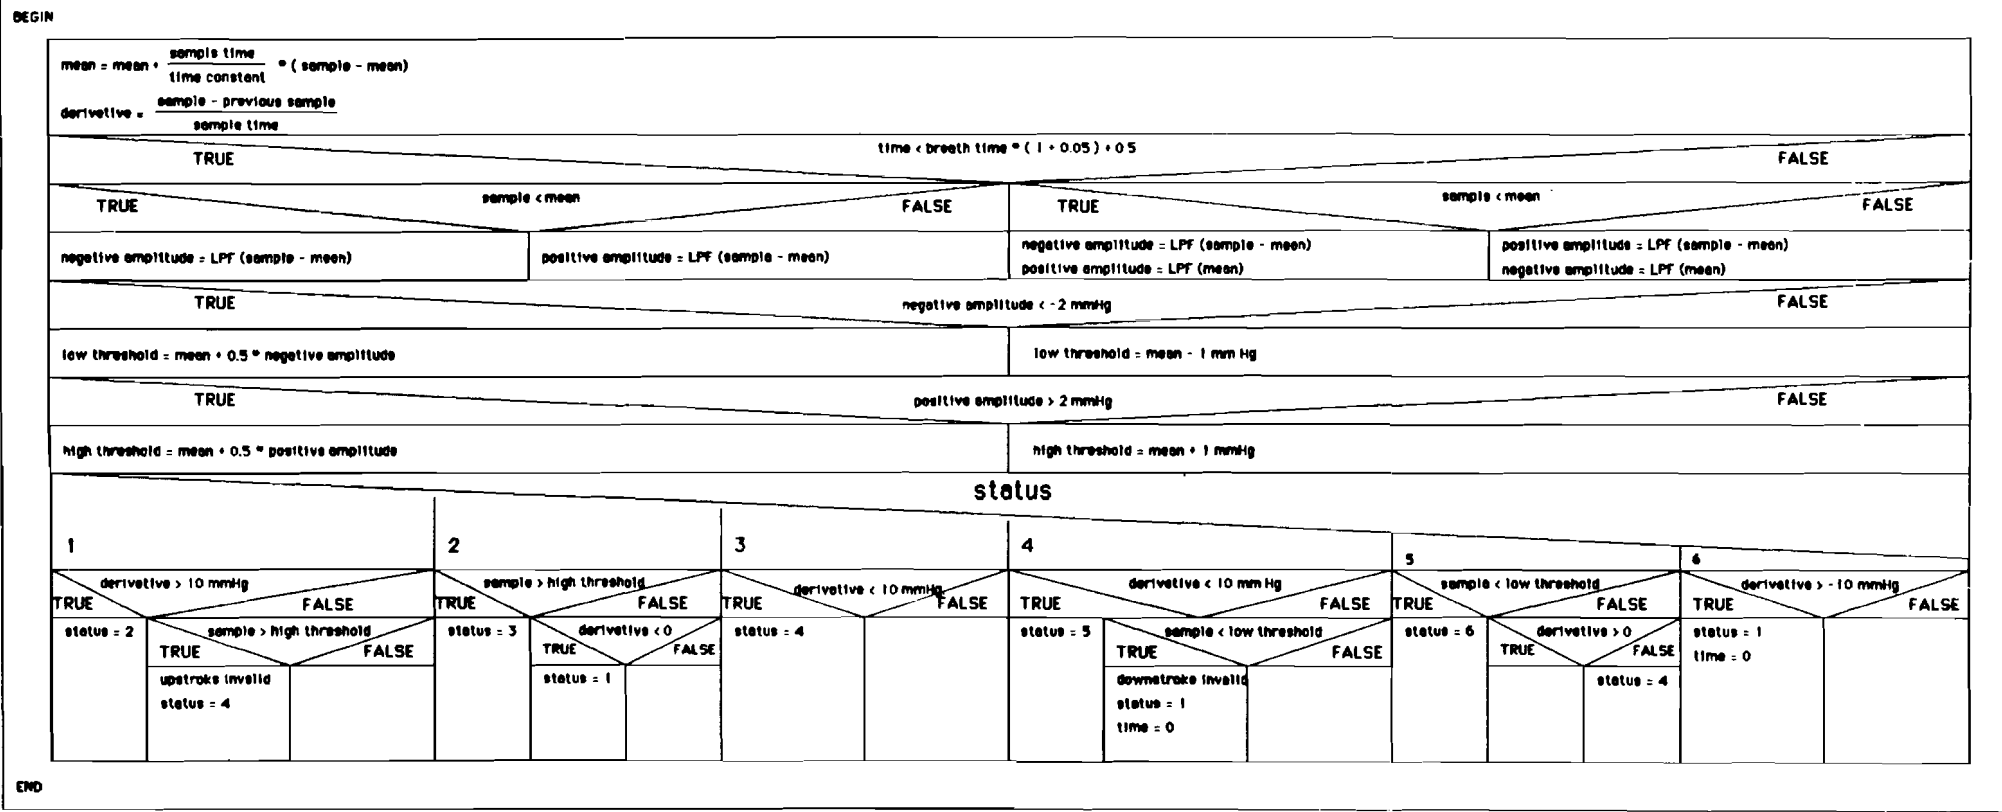 BEGIN
mean = mean + sample time / time constant * ( sample - mean)
derivetive = sample - previous sample / sample time
time < breath time * ( 1 + 0.05 ) + 0.5
TRUE FALSE
sample < mean
TRUE FALSE
sample < mean
TRUE FALSE
negative amplitude = LPF (sample - mean)
positive amplitude = LPF (sample - mean)
negative amplitude = LPF (sample - mean)
positive amplitude = LPF (mean)
positive amplitude = LPF (sample - mean)
negative amplitude = LPF (mean)
negative amplitude < -2 mmHg
TRUE FALSE
low threshold = mean + 0.5 * negative amplitude
low threshold = mean - 1 mm Hg
positive amplitude > 2 mmHg
TRUE FALSE
high threshold = mean + 0.5 * positive amplitude
high threshold = mean + 1 mmHg
status
1 2 3 4 5 6
derivetive > 10 mmHg
TRUE FALSE
status = 2
sample > high threshold
TRUE FALSE
upstroke invalid
status = 4
sample > high threshold
TRUE FALSE
status = 3
derivetive < 0
TRUE FALSE
status = 1
derivetive < 10 mmHg
TRUE FALSE
status = 4
derivetive < 10 mm Hg
TRUE FALSE
status = 5
sample < low threshold
TRUE FALSE
downstroke invalid
status = 1
time = 0
sample < low threshold
TRUE FALSE
status = 6
derivetive > 0
TRUE FALSE
status = 4
derivetive > -10 mmHg
TRUE FALSE
status = 1
time = 0
END